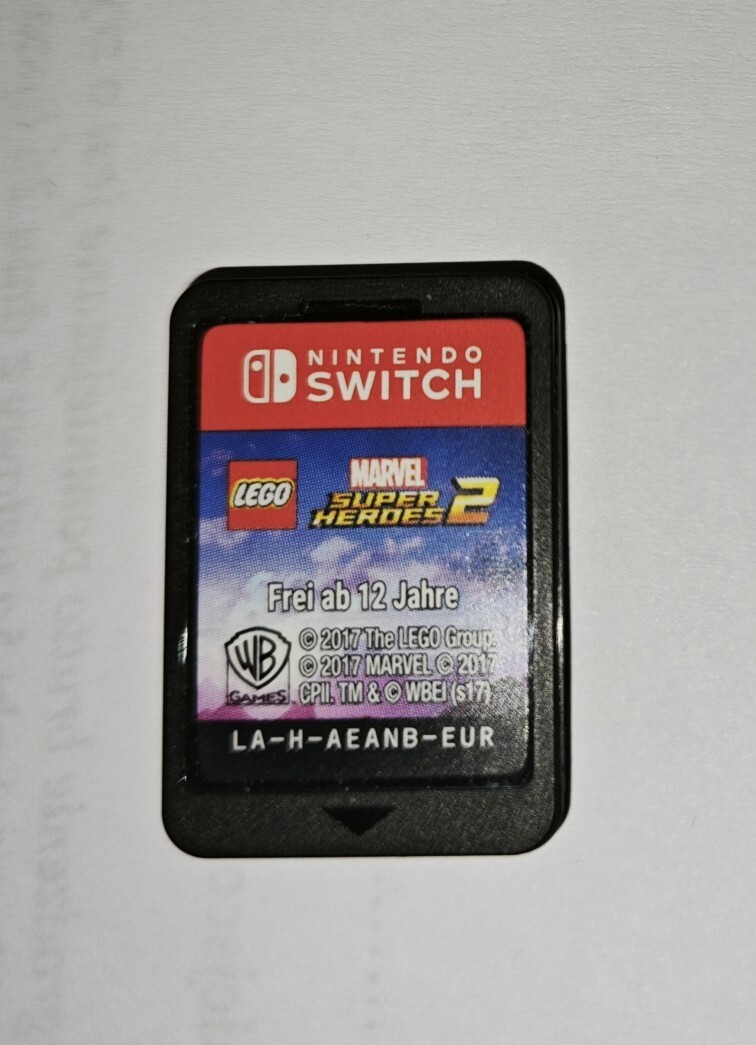 NINTENDO
SWITCH
LEGO
MARVEL
SUPER
HEROES 2
Frei ab 12 Jahre
WB
GAMES
© 2017 The LEGO Group.
© 2017 MARVEL © 2017
CPII. TM & © WBEI (s17)
LA-H-AEANB-EUR